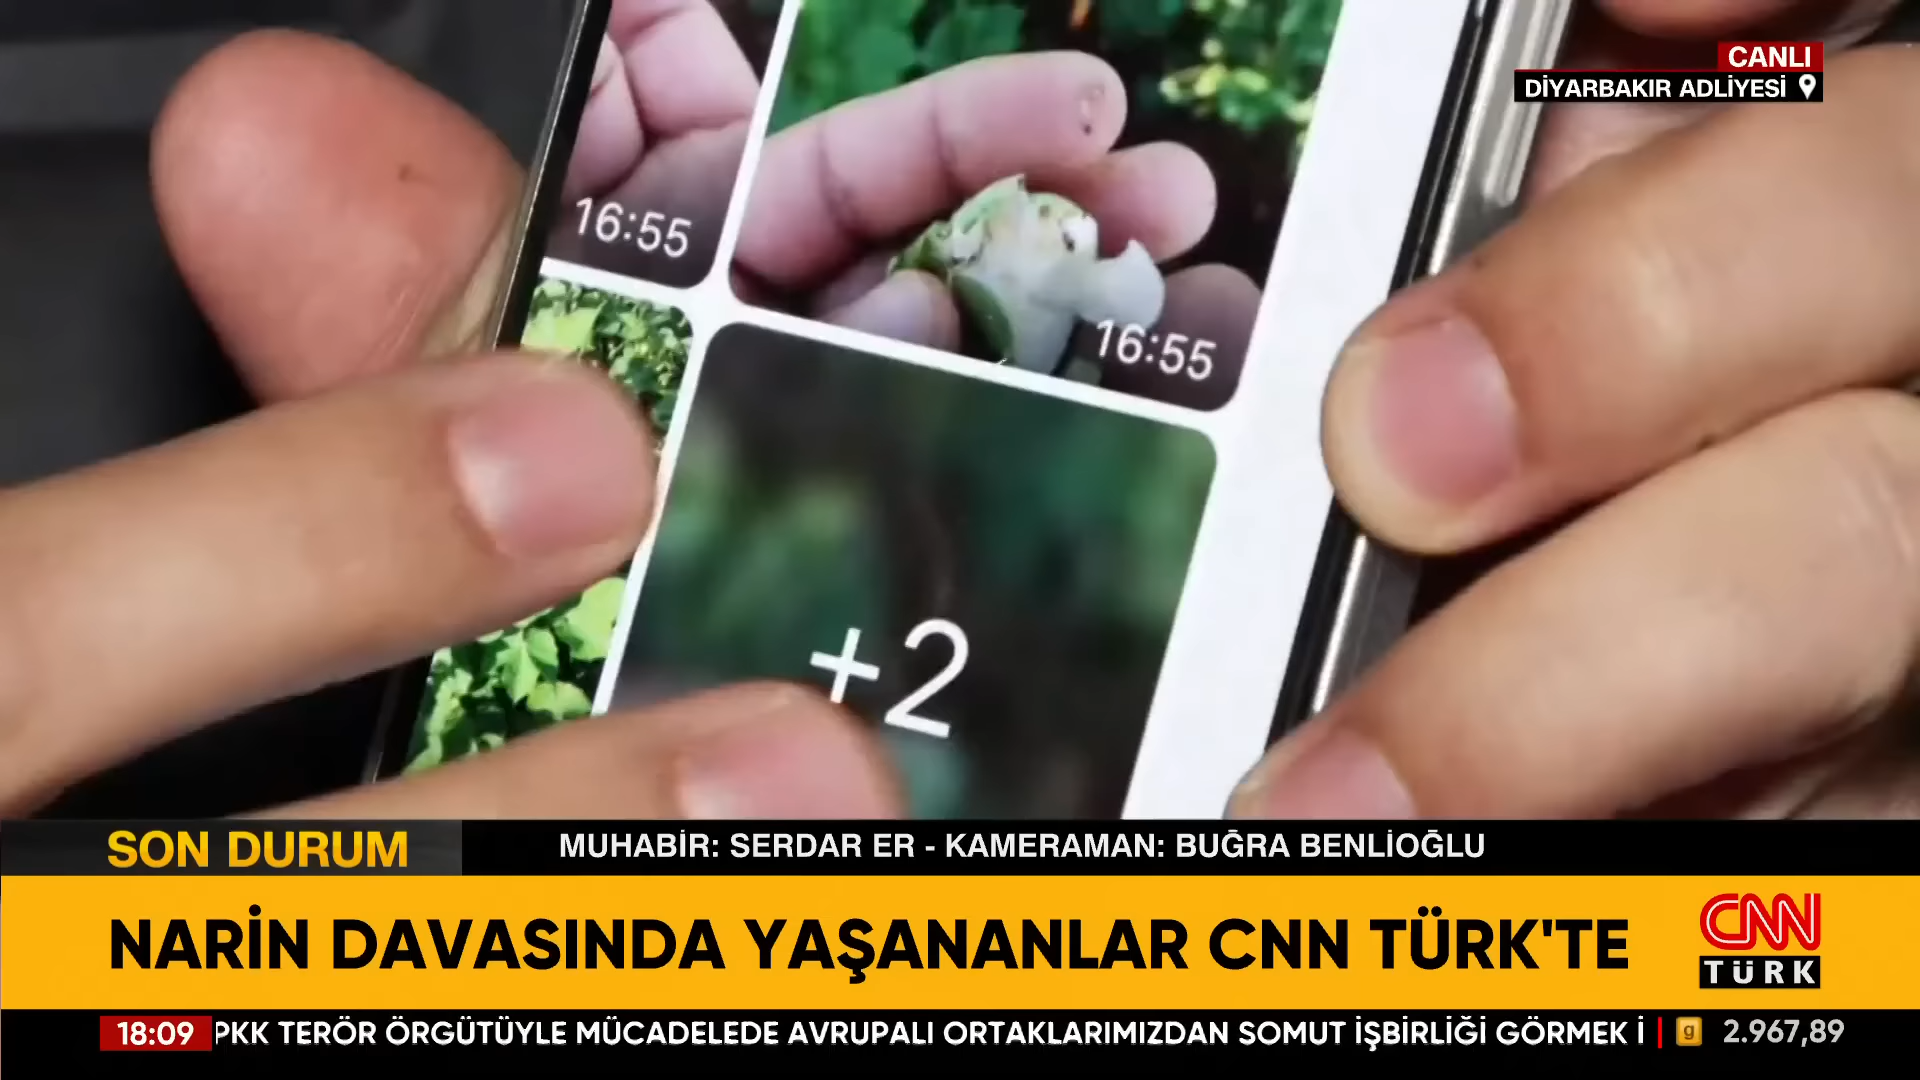 CANLI
DİYARBAKIR ADLİYESİ
16:55
16:55
+2
SON DURUM
MUHABİR: SERDAR ER - KAMERAMAN: BUĞRA BENLİOĞLU
NARİN DAVASINDA YAŞANANLAR CNN TÜRK'TE
CNN
TÜRK
18:09 PKK TERÖR ÖRGÜTÜYLE MÜCADELEDE AVRUPALI ORTAKLARIMIZDAN SOMUT İŞBİRLİĞİ GÖRMEK İ g 2.967,89